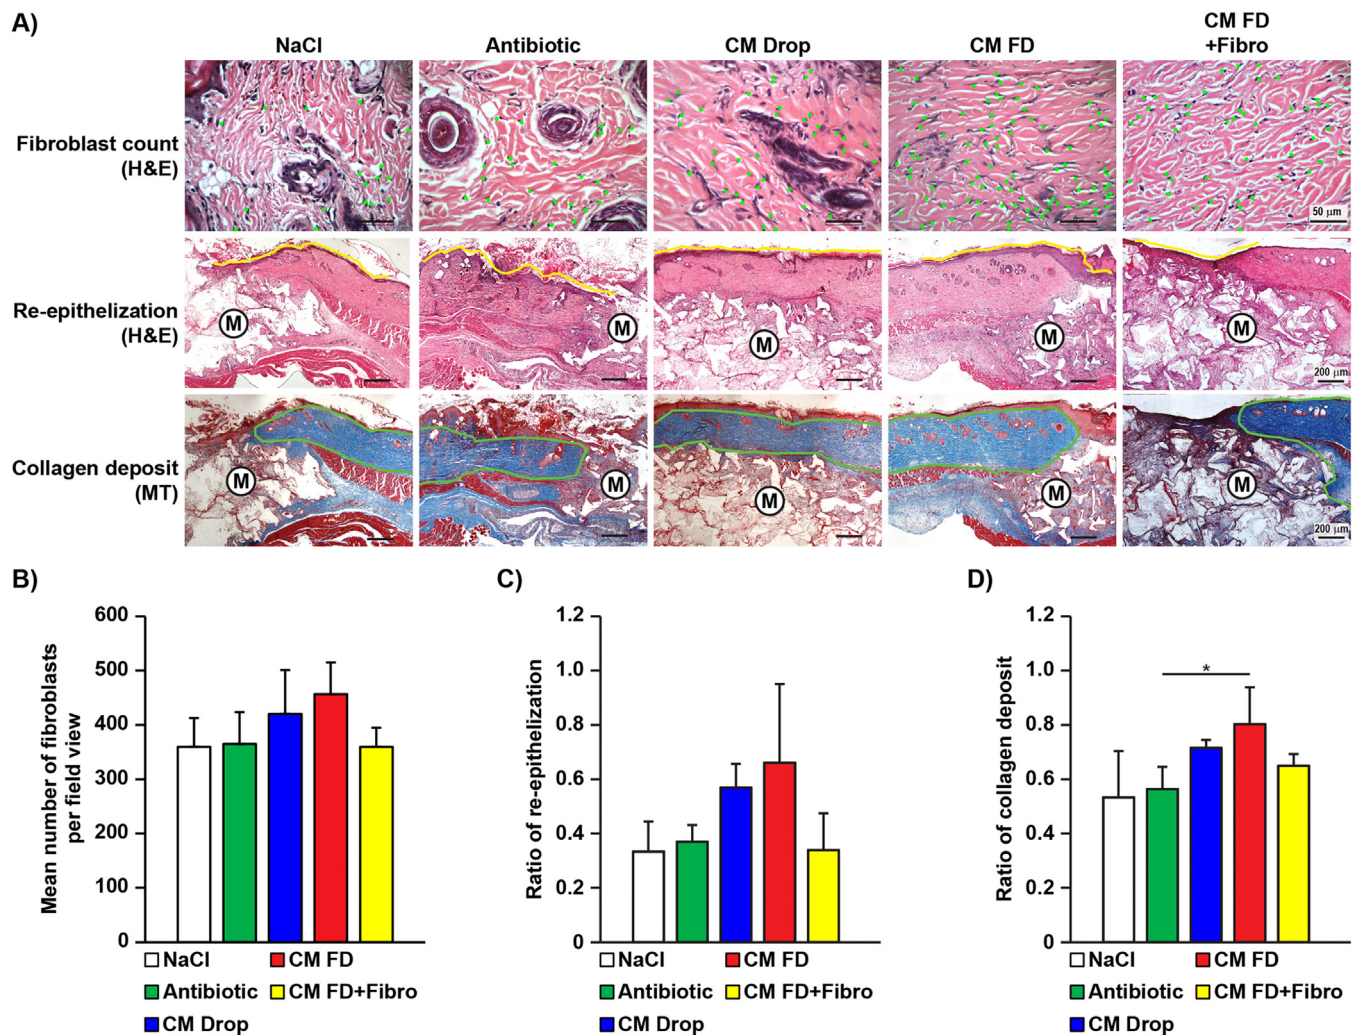 A)
NaCl
Antibiotic
CM Drop
CM FD
CM FD
+Fibro
Fibroblast count
(H&E)
50 μm
Re-epithelization
(H&E)
M
M
M
M
M
200 μm
Collagen deposit
(MT)
M
M
M
M
M
200 μm
B)
Mean number of fibroblasts
per field view
600
500
400
300
200
100
0
NaCl
CM FD
Antibiotic
CM FD+Fibro
CM Drop
C)
Ratio of re-epithelization
1.2
1.0
0.8
0.6
0.4
0.2
0
NaCl
CM FD
Antibiotic
CM FD+Fibro
CM Drop
D)
Ratio of collagen deposit
1.2
1.0
0.8
0.6
0.4
0.2
0
*
NaCl
CM FD
Antibiotic
CM FD+Fibro
CM Drop